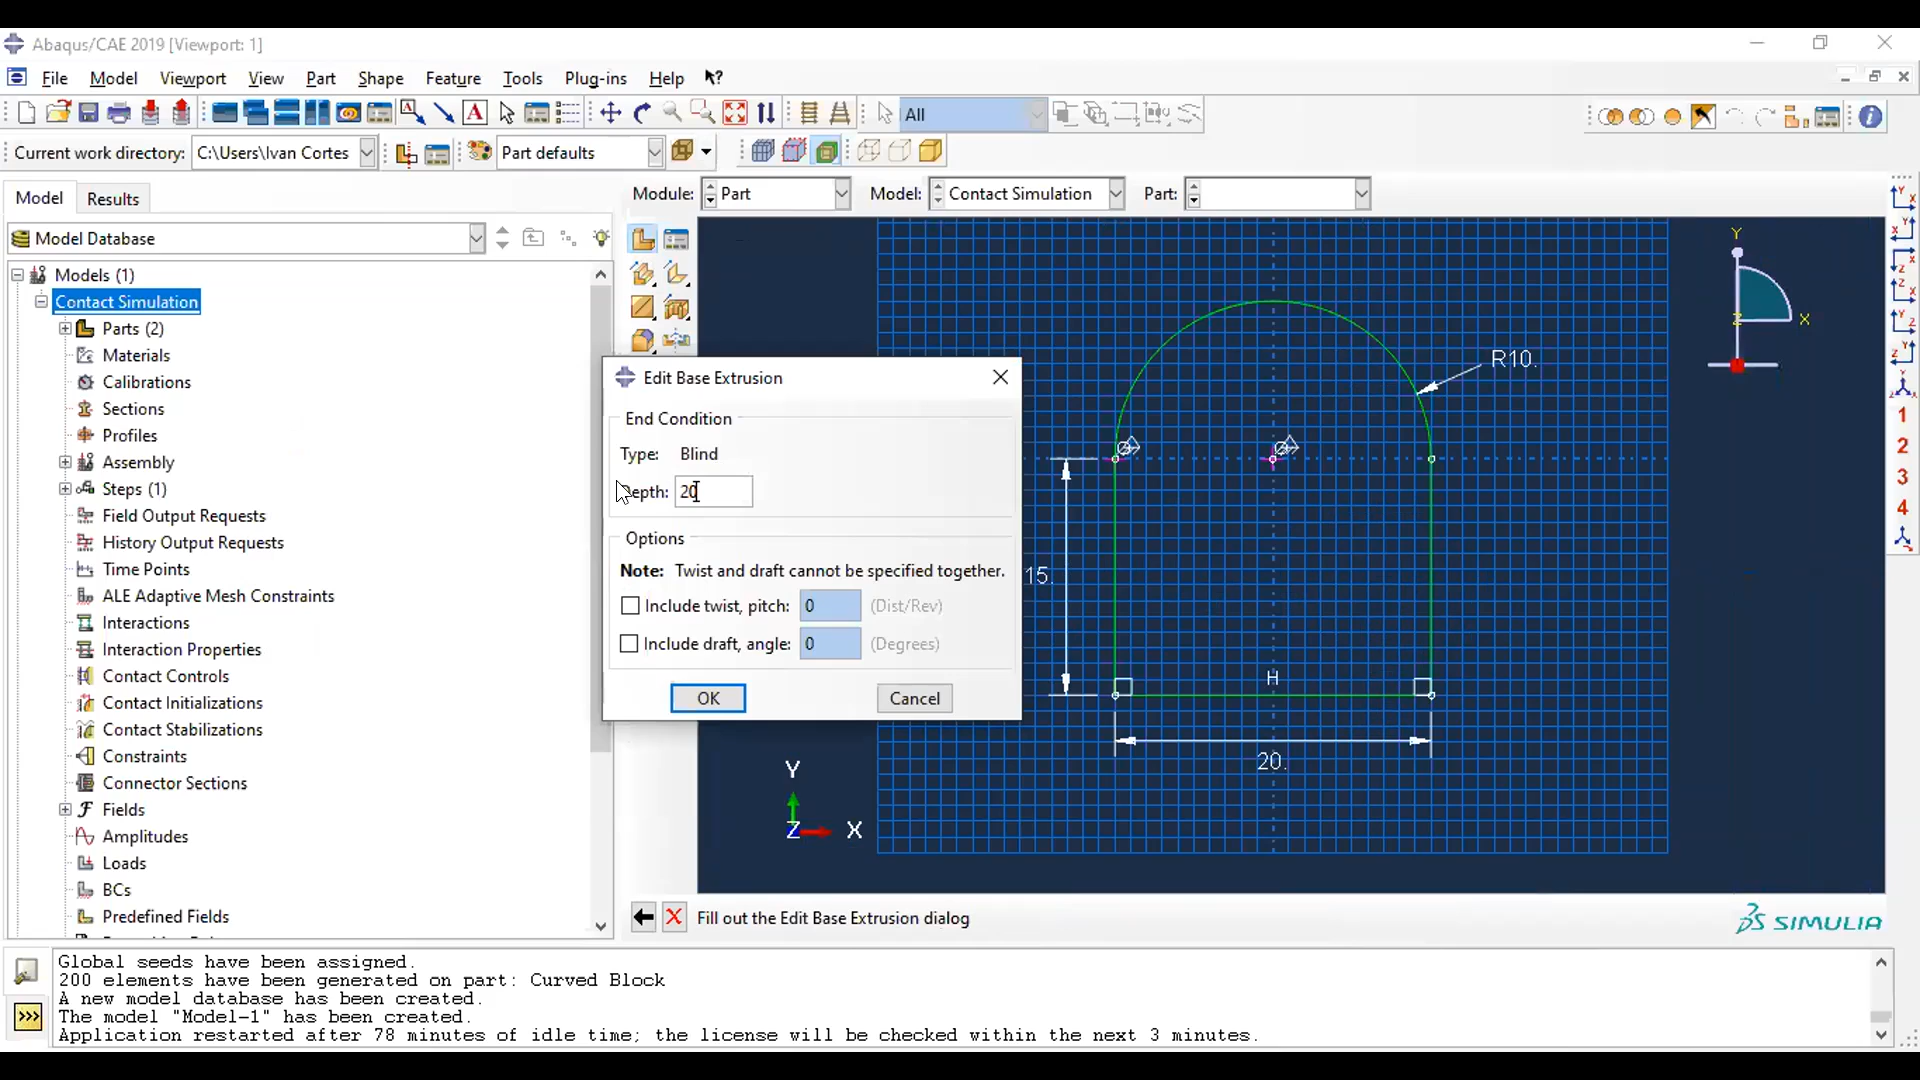 Abaqus/CAE 2019 [Viewport: 1]
File Model Viewport View Part Shape Feature Tools Plug-ins Help
All
Current work directory: C:\Users\Ivan Cortes Part defaults
Model Results
Module: Part Model: Contact Simulation Part:
Model Database
Models (1)
Contact Simulation
Parts (2)
Materials
Calibrations
Sections
Profiles
Assembly
Steps (1)
Field Output Requests
History Output Requests
Time Points
ALE Adaptive Mesh Constraints
Interactions
Interaction Properties
Contact Controls
Contact Initializations
Contact Stabilizations
Constraints
Connector Sections
Fields
Amplitudes
Loads
BCs
Predefined Fields
Edit Base Extrusion
End Condition
Type: Blind
Depth: 20
Options
Note: Twist and draft cannot be specified together.
Include twist, pitch: 0 (Dist/Rev)
Include draft, angle: 0 (Degrees)
OK Cancel
R10.
15.
H
20.
Y
Z X
Y
Z X
1
2
3
4
Fill out the Edit Base Extrusion dialog
SIMULIA
Global seeds have been assigned.
200 elements have been generated on part: Curved Block
A new model database has been created.
The model "Model-1" has been created.
Application restarted after 78 minutes of idle time; the license will be checked within the next 3 minutes.